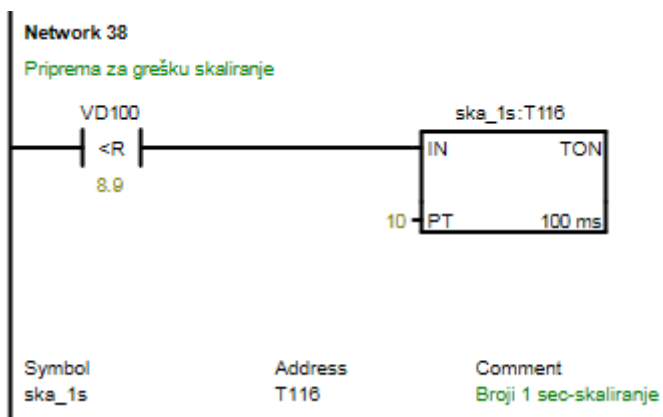 Network 38
Priprema za grešku skaliranje
VD100 ska_1s:T116
<R IN TON
8.9
10 PT 100 ms
Symbol Address Comment
ska_1s T116 Broji 1 sec-skaliranje